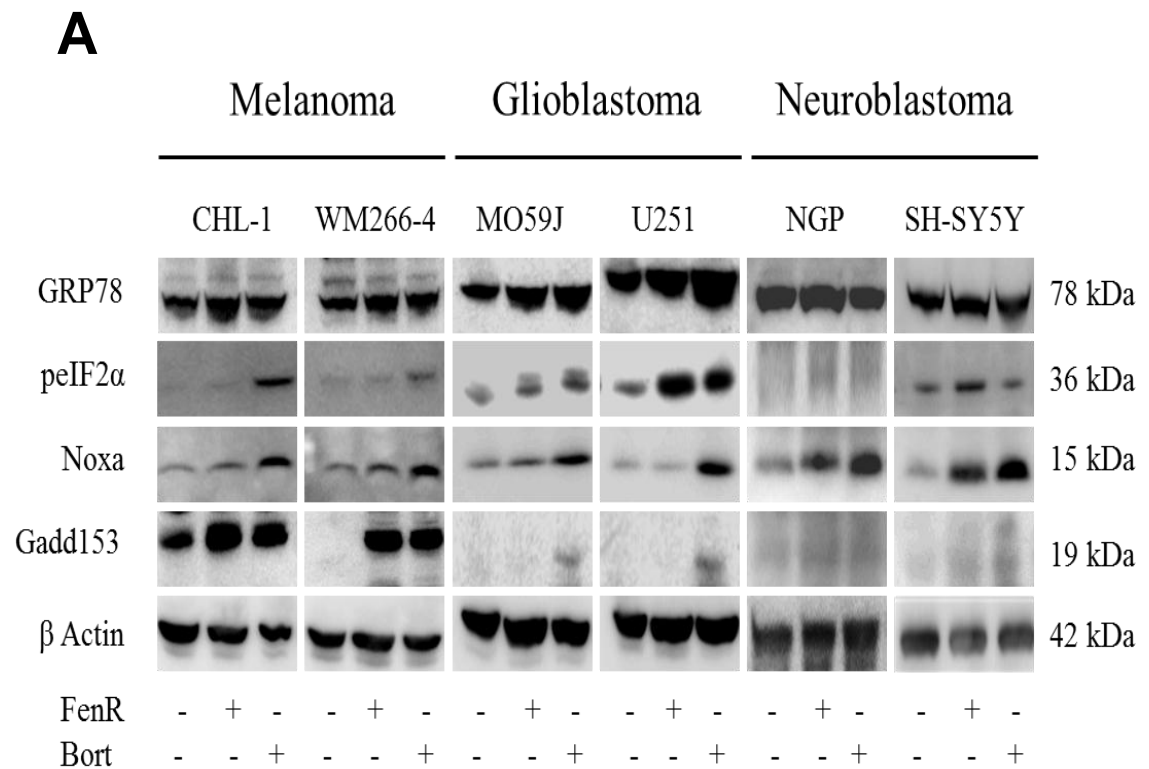 A
Melanoma Glioblastoma Neuroblastoma
CHL-1 WM266-4 MO59J U251 NGP SH-SY5Y
GRP78 78 kDa
peIF2α 36 kDa
Noxa 15 kDa
Gadd153 19 kDa
β Actin 42 kDa
FenR - + - - + - - + - - + - - + - - + -
Bort - - + - - + - - + - - + - - + - - +